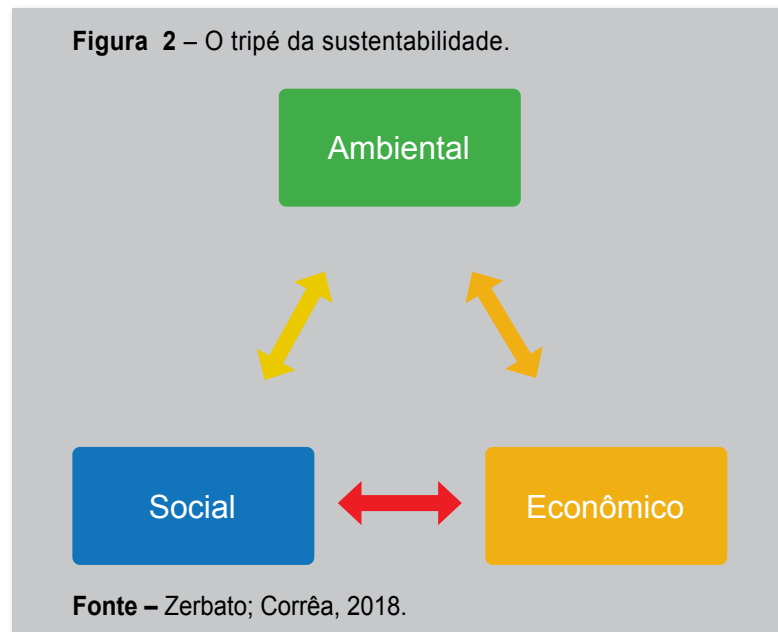 Figura 2 – O tripé da sustentabilidade.
Ambiental
Social
Econômico
Fonte – Zerbato; Corrêa, 2018.